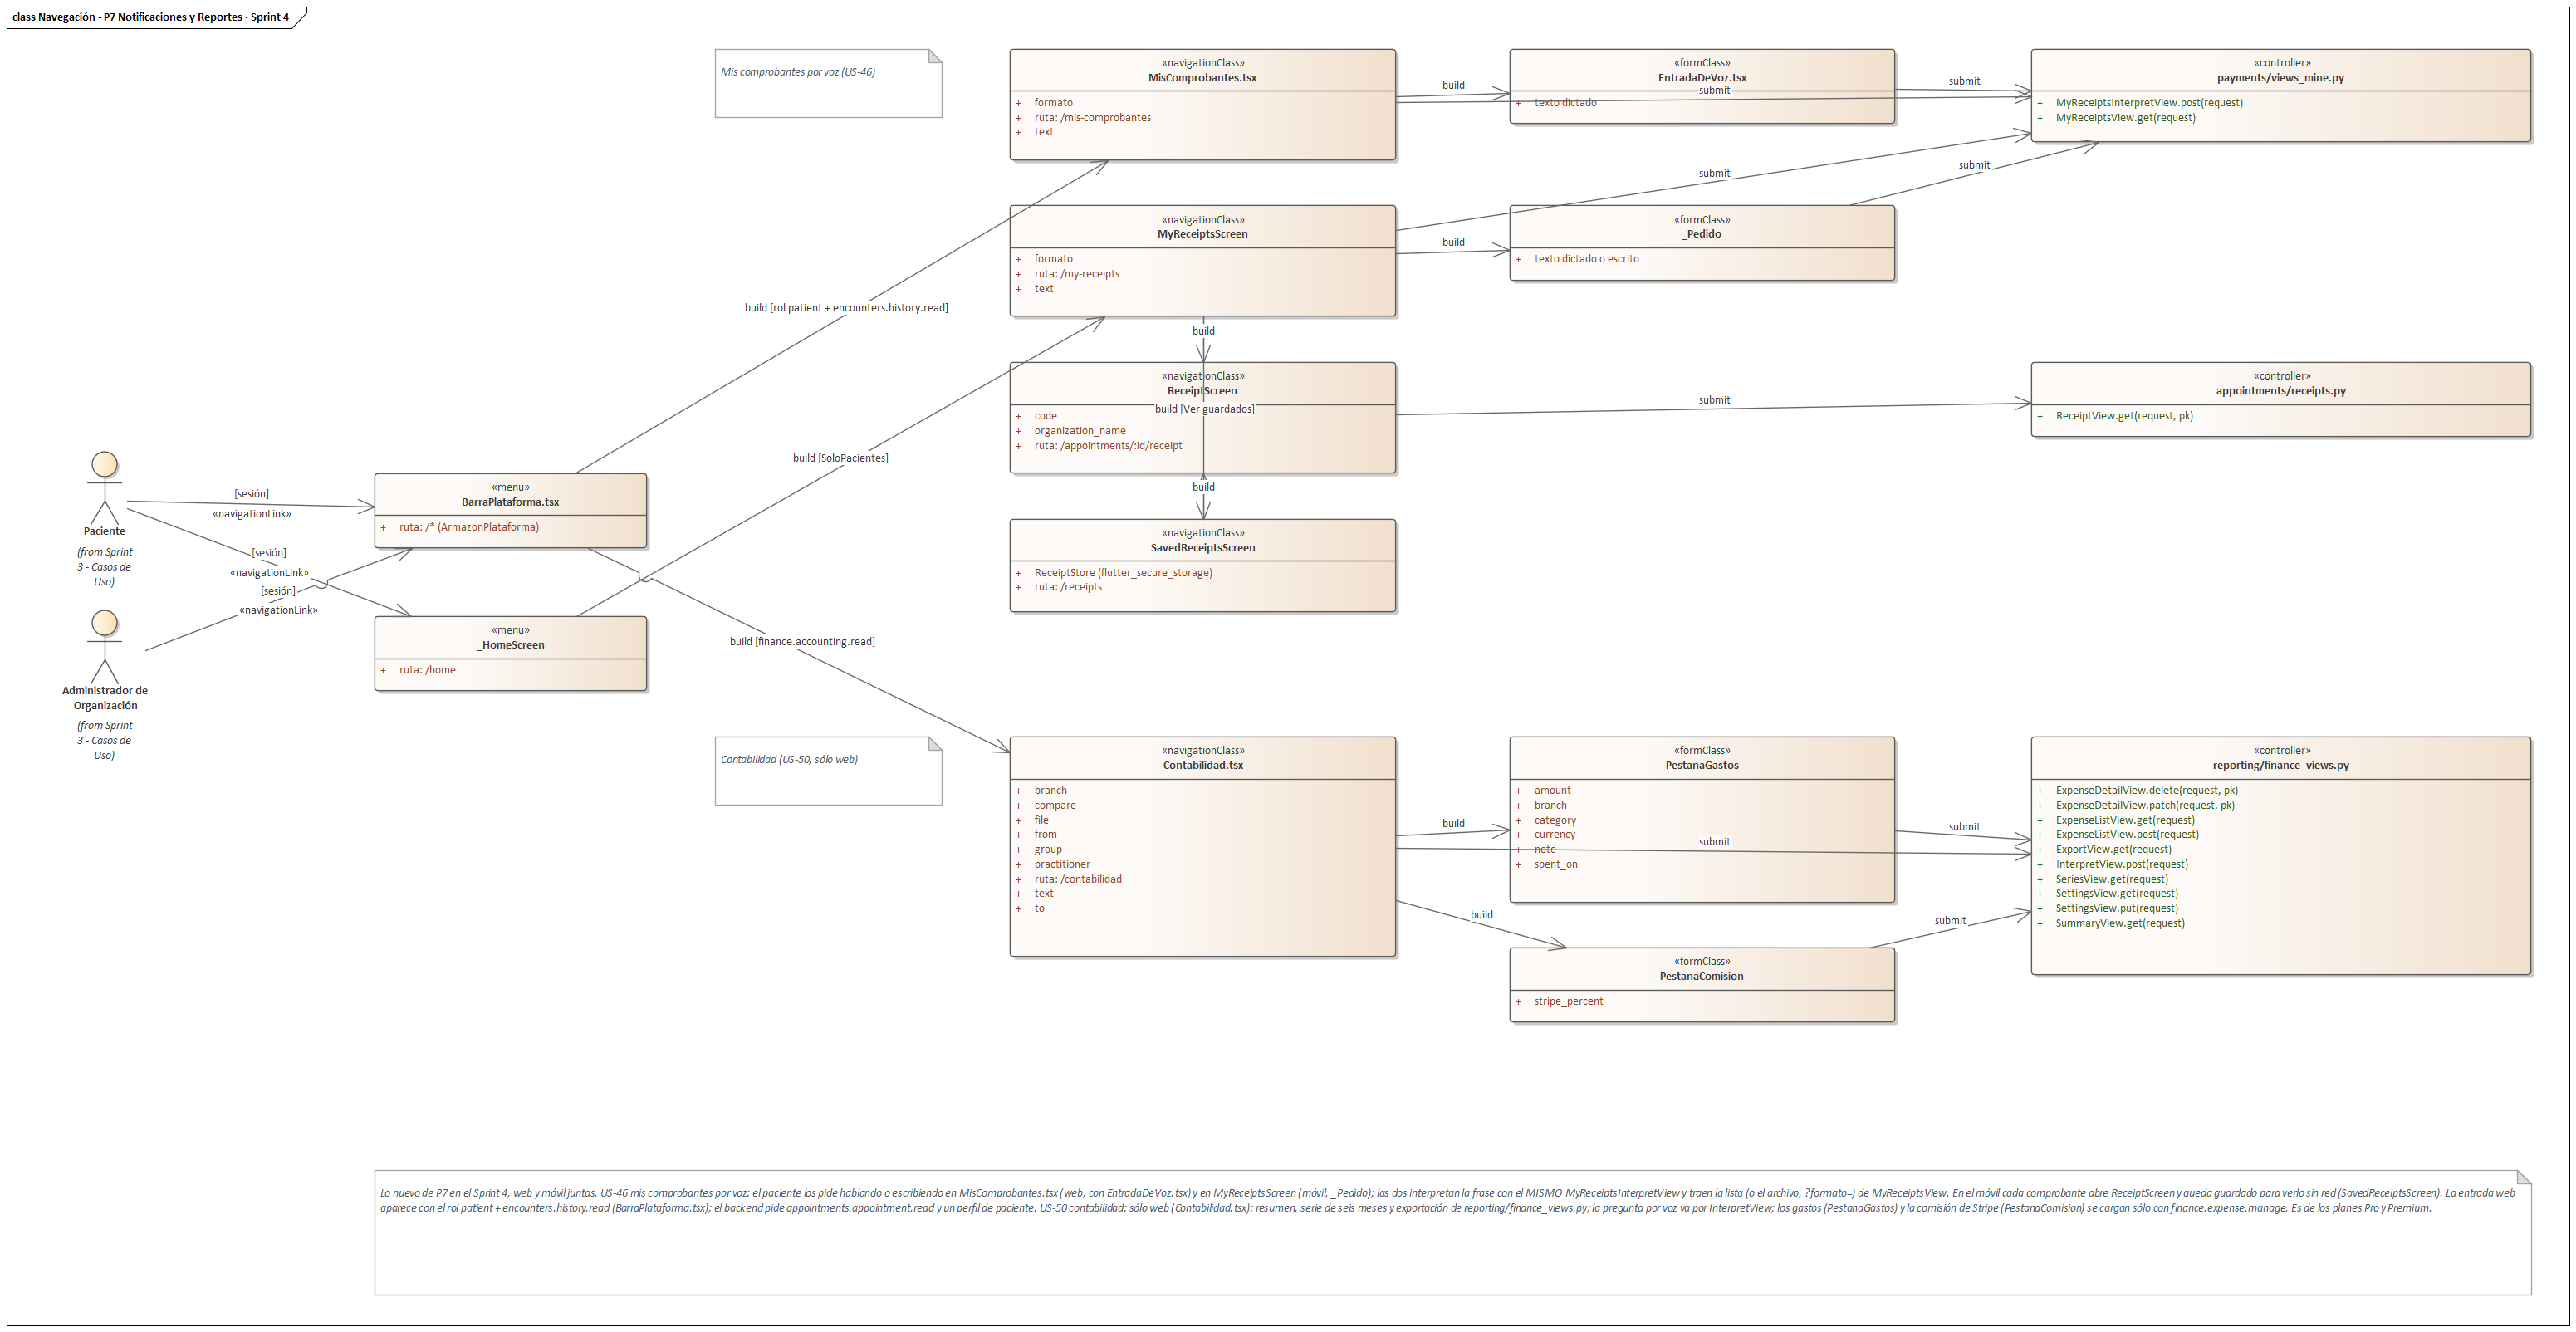 class Navegación - P7 Notificaciones y Reportes · Sprint 4
Mis comprobantes por voz (US-46)
«navigationClass»
MisComprobantes.tsx
+ formato
+ ruta: /mis-comprobantes
+ text
build
«formClass»
EntradaDeVoz.tsx
+ texto dictado
submit
submit
«controller»
payments/views_mine.py
+ MyReceiptsInterpretView.post(request)
+ MyReceiptsView.get(request)
«navigationClass»
MyReceiptsScreen
+ formato
+ ruta: /my-receipts
+ text
submit
build
«formClass»
_Pedido
+ texto dictado o escrito
submit
build [rol patient + encounters.history.read]
build
«navigationClass»
ReceiptScreen
build [Ver guardados]
+ code
+ organization_name
+ ruta: /appointments/:id/receipt
submit
«controller»
appointments/receipts.py
+ ReceiptView.get(request, pk)
build [SoloPacientes]
build
«navigationClass»
SavedReceiptsScreen
+ ReceiptStore (flutter_secure_storage)
+ ruta: /receipts
Paciente
(from Sprint
3 - Casos de
Uso)
[sesión]
«navigationLink»
[sesión]
«navigationLink»
[sesión]
«navigationLink»
«menu»
BarraPlataforma.tsx
+ ruta: /* (ArmazonPlataforma)
«menu»
_HomeScreen
+ ruta: /home
Administrador de
Organización
(from Sprint
3 - Casos de
Uso)
build [finance.accounting.read]
Contabilidad (US-50, sólo web)
«navigationClass»
Contabilidad.tsx
+ branch
+ compare
+ file
+ from
+ group
+ practitioner
+ ruta: /contabilidad
+ text
+ to
build
submit
build
«formClass»
PestanaGastos
+ amount
+ branch
+ category
+ currency
+ note
+ spent_on
submit
«formClass»
PestanaComision
+ stripe_percent
submit
«controller»
reporting/finance_views.py
+ ExpenseDetailView.delete(request, pk)
+ ExpenseDetailView.patch(request, pk)
+ ExpenseListView.get(request)
+ ExpenseListView.post(request)
+ ExportView.get(request)
+ InterpretView.post(request)
+ SeriesView.get(request)
+ SettingsView.get(request)
+ SettingsView.put(request)
+ SummaryView.get(request)
Lo nuevo de P7 en el Sprint 4, web y móvil juntas. US-46 mis comprobantes por voz: el paciente los pide hablando o escribiendo en MisComprobantes.tsx (web, con EntradaDeVoz.tsx) y en MyReceiptsScreen (móvil, _Pedido); las dos interpretan la frase con el MISMO MyReceiptsInterpretView y traen la lista (o el archivo, ?formato=) de MyReceiptsView. En el móvil cada comprobante abre ReceiptScreen y queda guardado para verlo sin red (SavedReceiptsScreen). La entrada web
aparece con el rol patient + encounters.history.read (BarraPlataforma.tsx); el backend pide appointments.appointment.read y un perfil de paciente. US-50 contabilidad: sólo web (Contabilidad.tsx): resumen, serie de seis meses y exportación de reporting/finance_views.py; la pregunta por voz va por InterpretView; los gastos (PestanaGastos) y la comisión de Stripe (PestanaComision) se cargan sólo con finance.expense.manage. Es de los planes Pro y Premium.